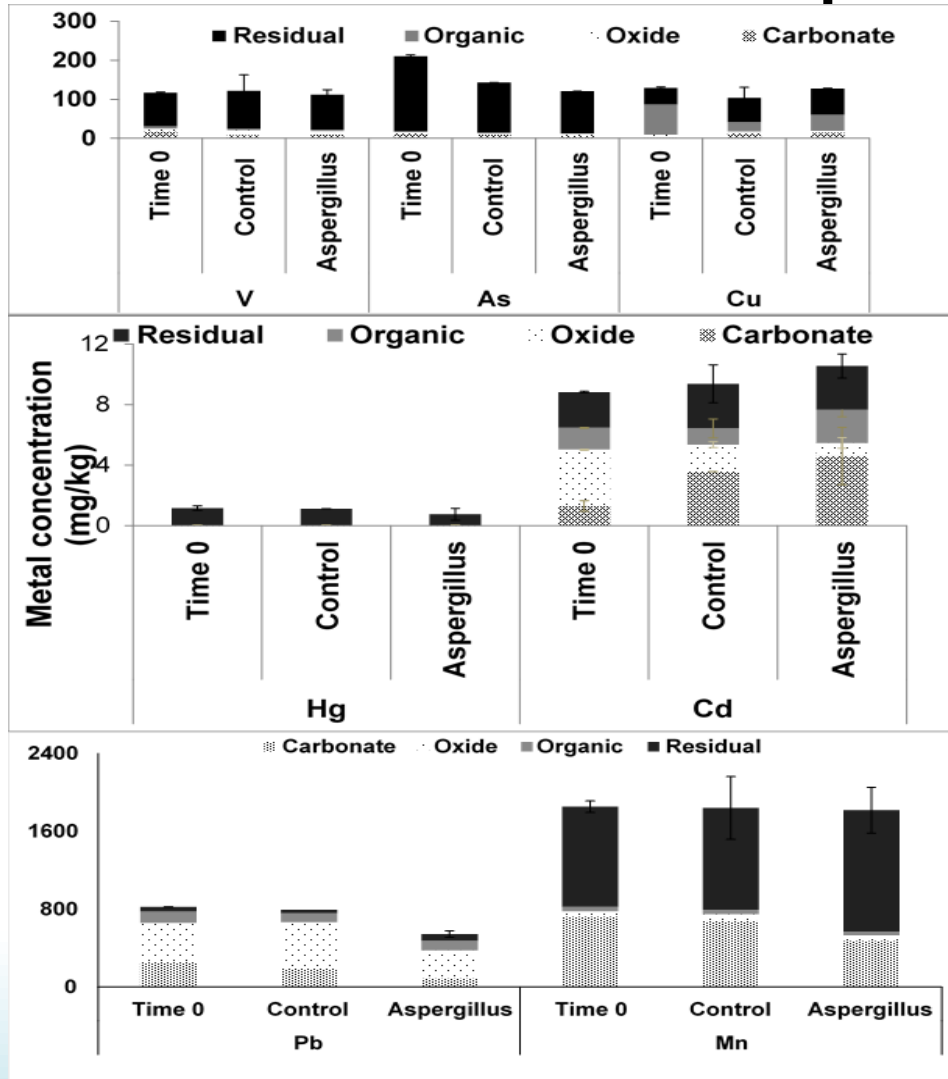 300
Residual Organic Oxide Carbonate
200
100
0
Time 0 Control Aspergillus Time 0 Control Aspergillus Time 0 Control Aspergillus
V As Cu
Residual Organic Oxide Carbonate
12
8
4
0
Metal concentration
(mg/kg)
Time 0 Control Aspergillus Time 0 Control Aspergillus
Hg Cd
Carbonate Oxide Organic Residual
2400
1600
800
0
Time 0 Control Aspergillus Time 0 Control Aspergillus
Pb Mn